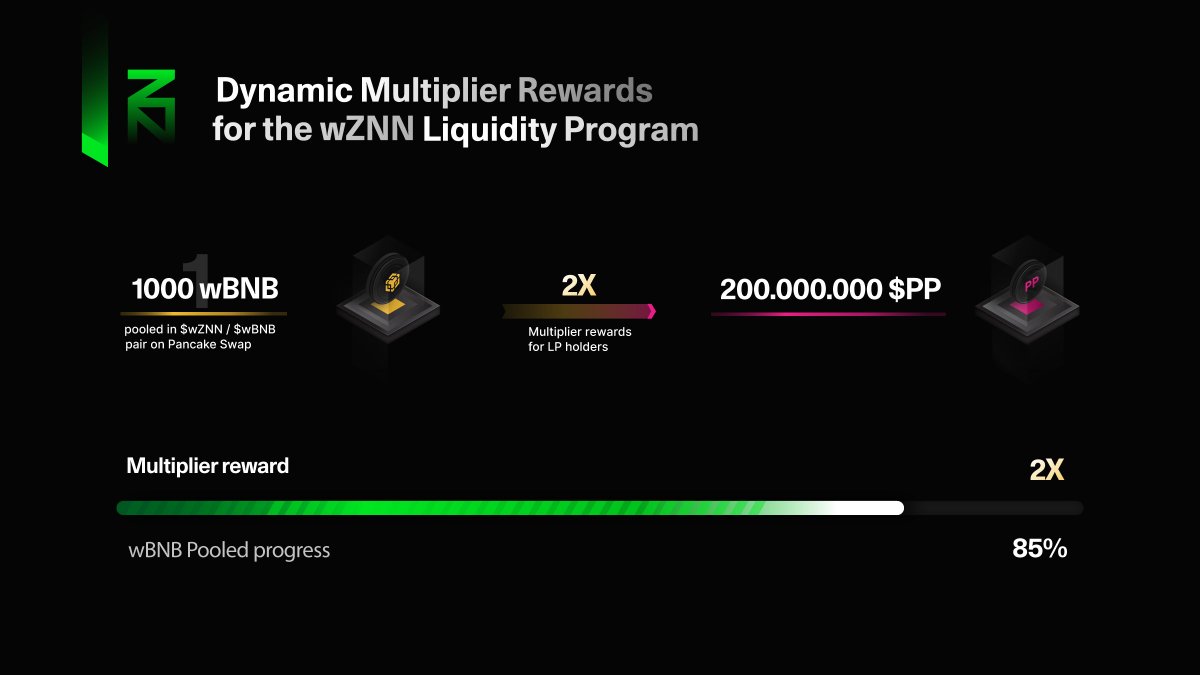 Dynamic Multiplier Rewards
for the wZNN Liquidity Program
1
1000 wBNB
pooled in $wZNN / $wBNB
pair on Pancake Swap
2X
Multiplier rewards
for LP holders
200.000.000 $PP
PP
Multiplier reward
2X
wBNB Pooled progress
85%